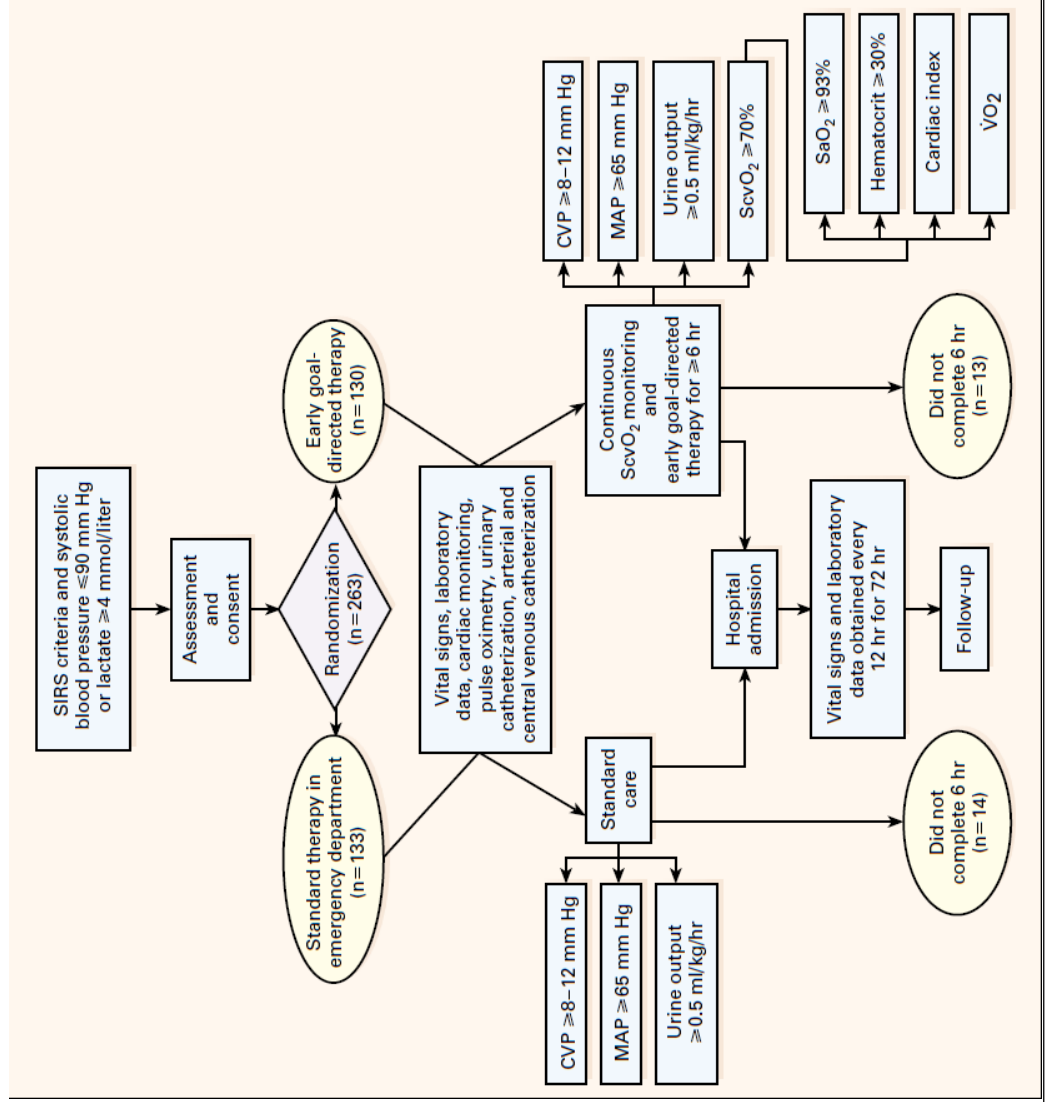 SIRS criteria and systolic
blood pressure ≤90 mm Hg
or lactate ≥4 mmol/liter
Assessment
and
consent
Randomization
(n=263)
Standard therapy in
emergency department
(n=133)
Early goal-
directed therapy
(n=130)
Vital signs, laboratory
data, cardiac monitoring,
pulse oximetry, urinary
catheterization, arterial and
central venous catheterization
Standard
care
CVP ≥8–12 mm Hg
MAP ≥65 mm Hg
Urine output
≥0.5 ml/kg/hr
Continuous
ScvO₂ monitoring
and
early goal-directed
therapy for ≥6 hr
CVP ≥8–12 mm Hg
MAP ≥65 mm Hg
Urine output
≥0.5 ml/kg/hr
ScvO₂ ≥70%
SaO₂ ≥93%
Hematocrit ≥30%
Cardiac index
V̇O2
Hospital
admission
Vital signs and laboratory
data obtained every
12 hr for 72 hr
Follow-up
Did not
complete 6 hr
(n=14)
Did not
complete 6 hr
(n=13)